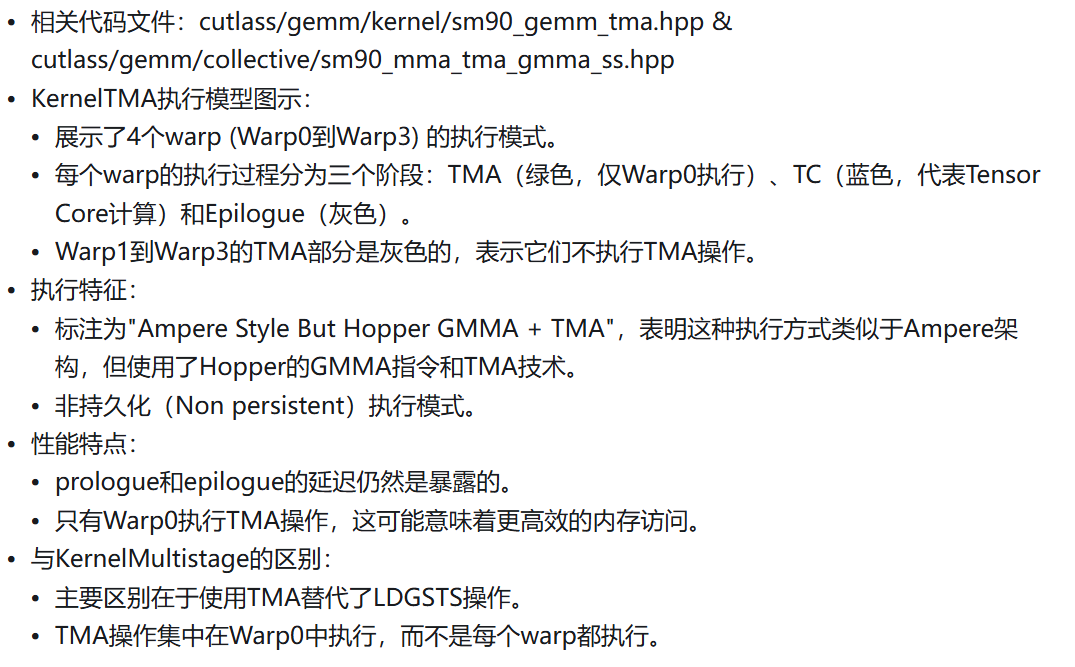 • 相关代码文件：cutlass/gemm/kernel/sm90_gemm_tma.hpp &
cutlass/gemm/collective/sm90_mma_tma_gmma_ss.hpp
• KernelTMA执行模型图示：
• 展示了4个warp (Warp0到Warp3) 的执行模式。
• 每个warp的执行过程分为三个阶段：TMA（绿色，仅Warp0执行）、TC（蓝色，代表Tensor
Core计算）和Epilogue（灰色）。
• Warp1到Warp3的TMA部分是灰色的，表示它们不执行TMA操作。
• 执行特征：
• 标注为"Ampere Style But Hopper GMMA + TMA"，表明这种执行方式类似于Ampere架
构，但使用了Hopper的GMMA指令和TMA技术。
• 非持久化（Non persistent）执行模式。
• 性能特点：
• prologue和epilogue的延迟仍然是暴露的。
• 只有Warp0执行TMA操作，这可能意味着更高效的内存访问。
• 与KernelMultistage的区别：
• 主要区别在于使用TMA替代了LDGSTS操作。
• TMA操作集中在Warp0中执行，而不是每个warp都执行。